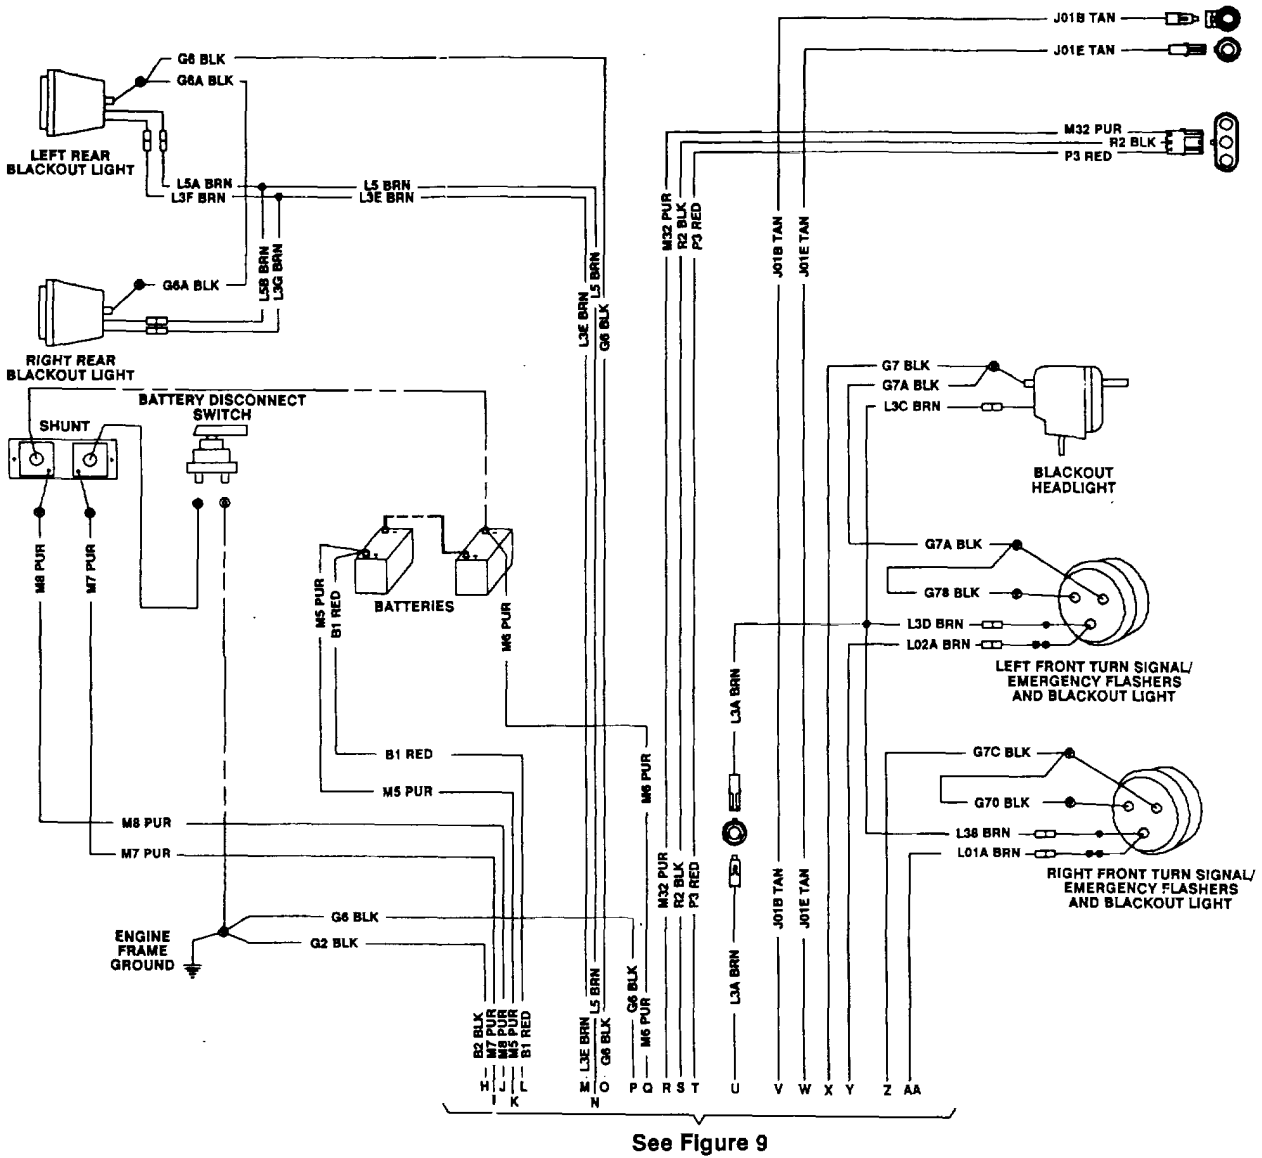 J01B TAN
J01E TAN
G6 BLK
G6A BLK
LEFT REAR
BLACKOUT LIGHT
M32 PUR
R2 BLK
P3 RED
L5A BRN
L3F BRN
L5 BRN
L3E BRN
M32 PUR
R2 BLK
P3 RED
J01B TAN
J01E TAN
L5B BRN
L3G BRN
G6A BLK
L3E BRN
L5 BRN
G6 BLK
RIGHT REAR
BLACKOUT LIGHT
BATTERY DISCONNECT
SWITCH
SHUNT
G7 BLK
G7A BLK
L3C BRN
BLACKOUT
HEADLIGHT
M8 PUR
M7 PUR
M5 PUR
B1 RED
BATTERIES
M6 PUR
G7A BLK
G78 BLK
L3D BRN
L02A BRN
LEFT FRONT TURN SIGNAL/
EMERGENCY FLASHERS
AND BLACKOUT LIGHT
L3A BRN
B1 RED
M5 PUR
M6 PUR
G7C BLK
G70 BLK
L38 BRN
L01A BRN
RIGHT FRONT TURN SIGNAL/
EMERGENCY FLASHERS
AND BLACKOUT LIGHT
M8 PUR
M7 PUR
M32 PUR
R2 BLK
P3 RED
J01B TAN
J01E TAN
G6 BLK
G2 BLK
ENGINE
FRAME
GROUND
L3A BRN
B2 BLK
M7 PUR
M8 PUR
M5 PUR
B1 RED
L3E BRN
L5 BRN
G6 BLK
G6 BLK
M6 PUR
H I J K L M N O P Q R S T U V W X Y Z AA
See Figure 9